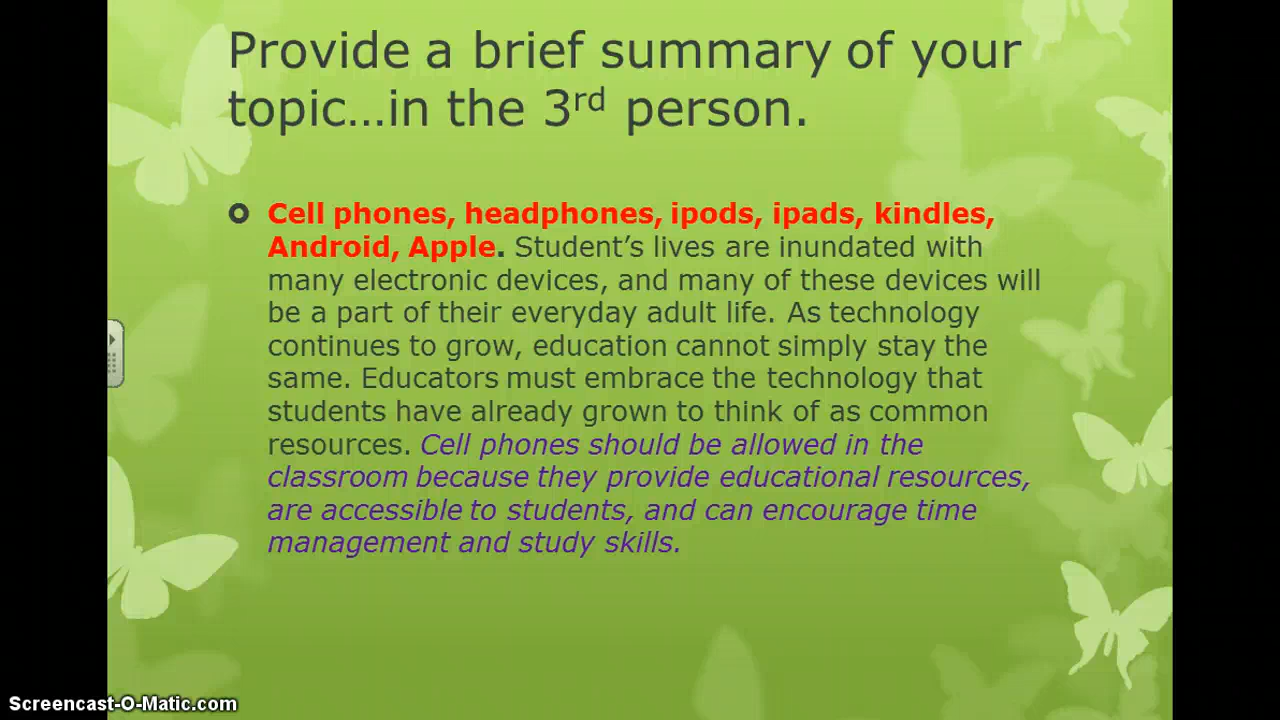 Provide a brief summary of your
topic…in the 3rd person.
Cell phones, headphones, ipods, ipads, kindles,
Android, Apple. Student’s lives are inundated with
many electronic devices, and many of these devices will
be a part of their everyday adult life. As technology
continues to grow, education cannot simply stay the
same. Educators must embrace the technology that
students have already grown to think of as common
resources. Cell phones should be allowed in the
classroom because they provide educational resources,
are accessible to students, and can encourage time
management and study skills.
Screencast-O-Matic.com